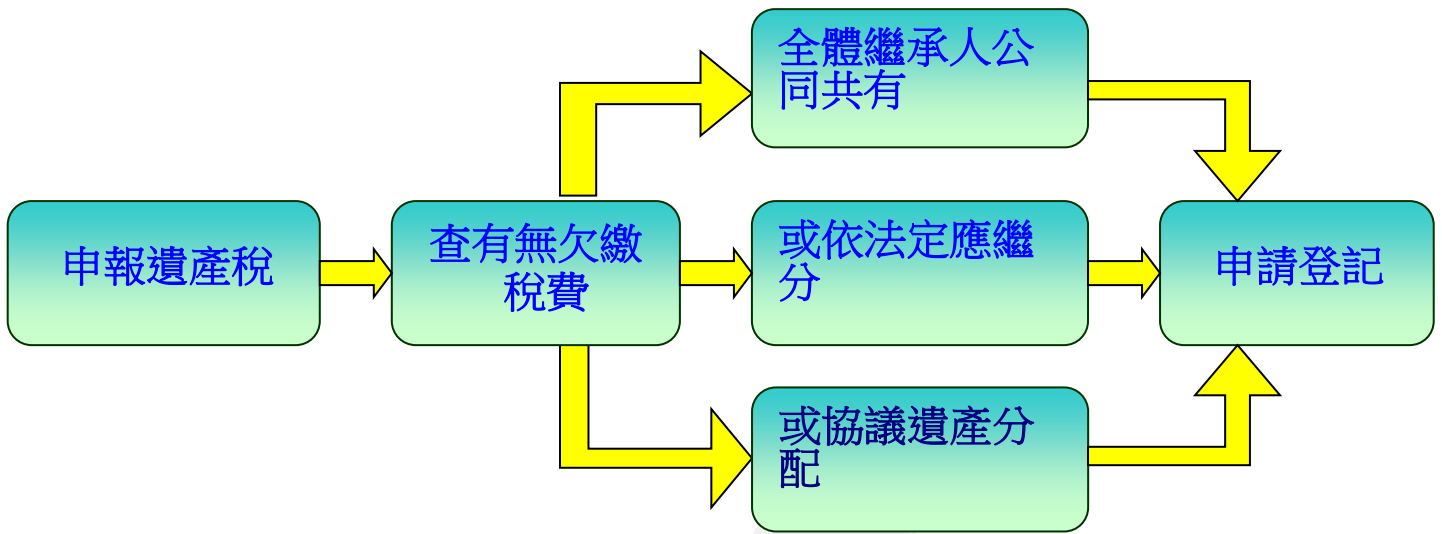 申報遺產稅
查有無欠繳
稅費
全體繼承人公
同共有
或依法定應繼
分
或協議遺產分
配
申請登記